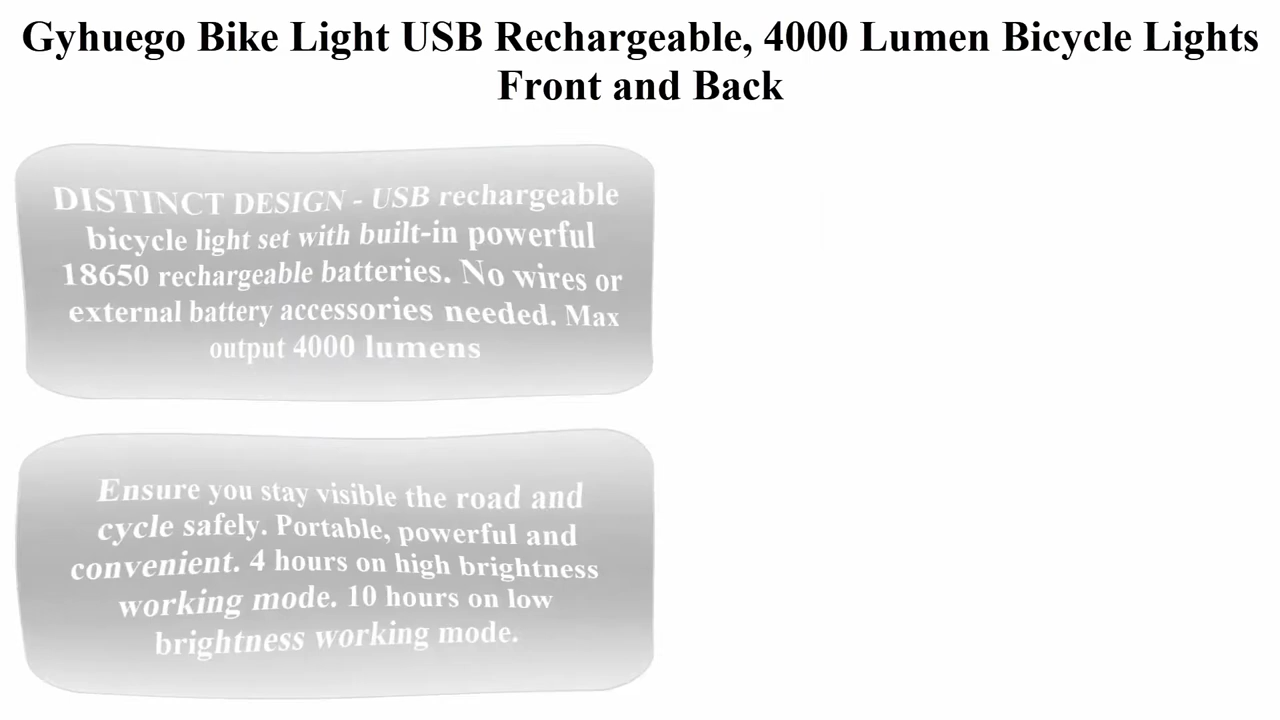 Gyhuego Bike Light USB Rechargeable, 4000 Lumen Bicycle Lights
Front and Back
DISTINCT DESIGN - USB rechargeable
bicycle light set with built-in powerful
18650 rechargeable batteries. No wires or
external battery accessories needed. Max
output 4000 lumens
Ensure you stay visible the road and
cycle safely. Portable, powerful and
convenient. 4 hours on high brightness
working mode. 10 hours on low
brightness working mode.